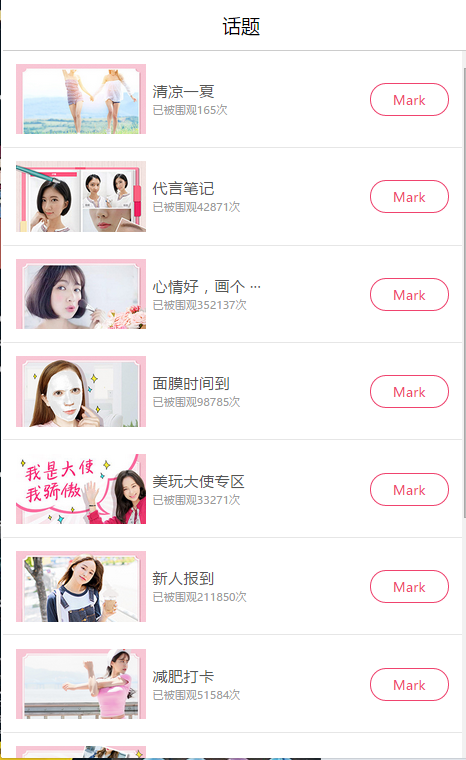 话题
清凉一夏
已被围观165次
Mark
代言笔记
已被围观42871次
Mark
心情好，画个 ···
已被围观352137次
Mark
面膜时间到
已被围观98785次
Mark
我是大使
我骄傲
美玩大使专区
已被围观33271次
Mark
新人报到
已被围观211850次
Mark
减肥打卡
已被围观51584次
Mark